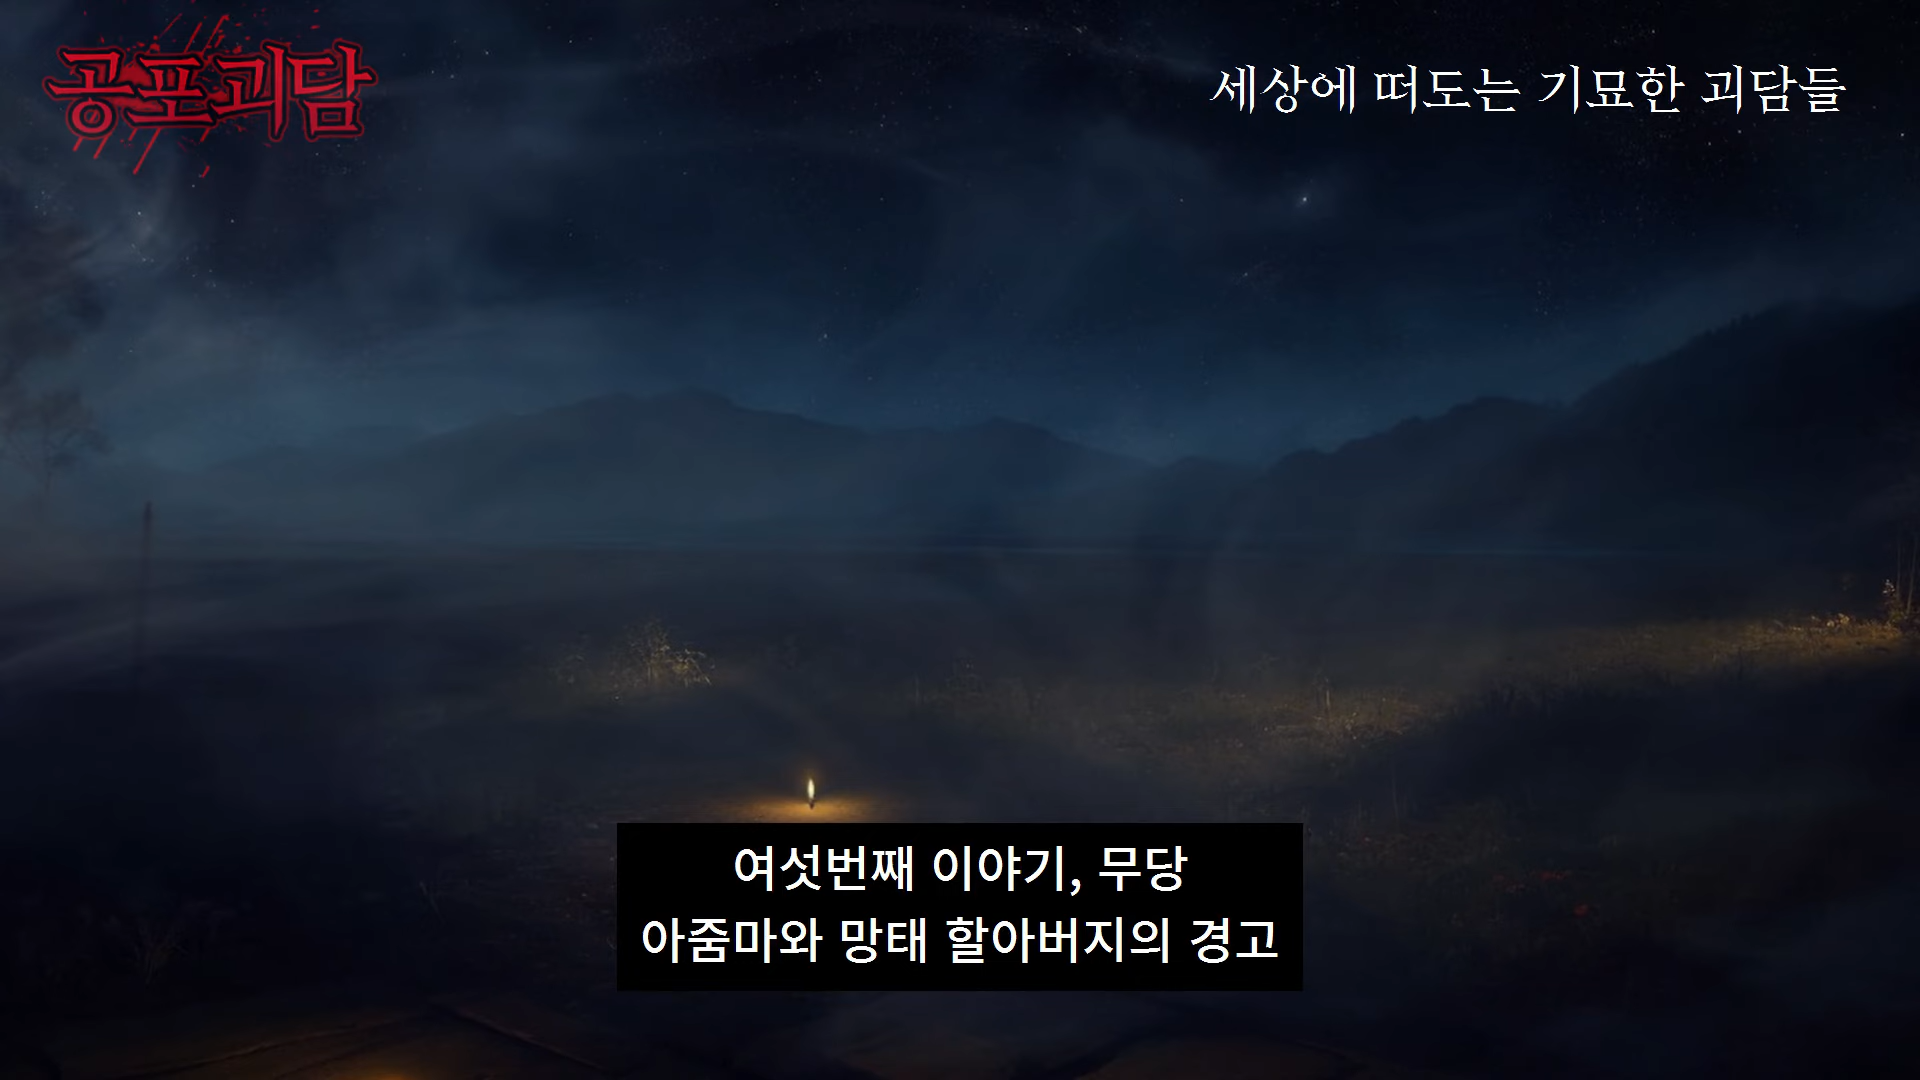 공포괴담
세상에 떠도는 기묘한 괴담들
여섯번째 이야기, 무당
아줌마와 망태 할아버지의 경고